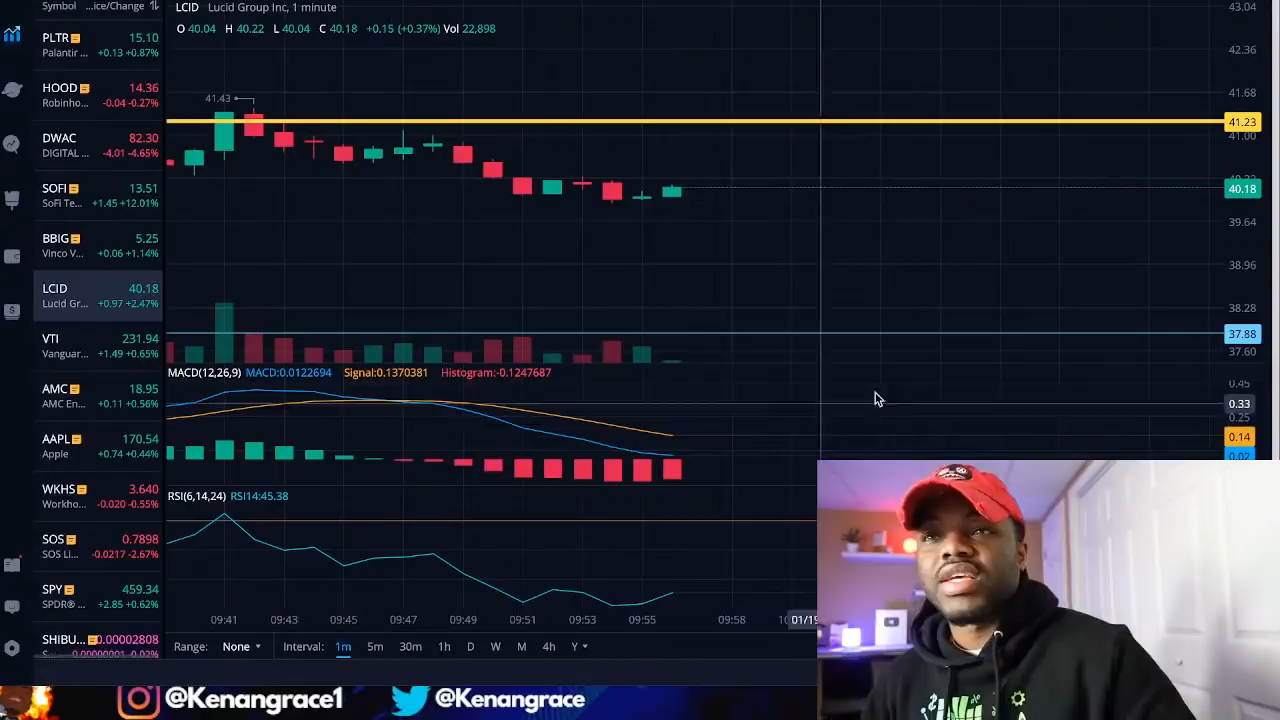 Symbol ...ice/Change
PLTR 15.10
Palantir ... +0.13 +0.87%
HOOD 14.36
Robinho... -0.04 -0.27%
DWAC 82.30
DIGITAL ... -4.01 -4.65%
SOFI 13.51
SoFi Te... +1.45 +12.01%
BBIG 5.25
Vinco V... +0.06 +1.14%
LCID 40.18
Lucid Gr... +0.97 +2.47%
VTI 231.94
Vanguar... +1.49 +0.65%
AMC 18.95
AMC En... +0.11 +0.56%
AAPL 170.54
Apple +0.74 +0.44%
WKHS 3.640
Workho... -0.020 -0.55%
SOS 0.7898
SOS Li... -0.0217 -2.67%
SPY 459.34
SPDR® ... +2.85 +0.62%
SHIBU... 0.00002808
-0.00000001 -0.02%
LCID Lucid Group Inc, 1 minute
O 40.04 H 40.22 L 40.04 C 40.18 +0.15 (+0.37%) Vol 22,898
41.43
43.04
42.36
41.68
41.23
41.00
40.18
39.64
38.96
38.28
37.88
37.60
MACD(12,26,9) MACD:0.0122694 Signal:0.1370381 Histogram:-0.1247687
0.45
0.33
0.25
0.14
0.02
RSI(6,14,24) RSI14:45.38
09:41 09:43 09:45 09:47 09:49 09:51 09:53 09:55 09:58 01/19
Range: None Interval: 1m 5m 30m 1h D W M 4h Y
@Kenangrace1 @Kenangrace